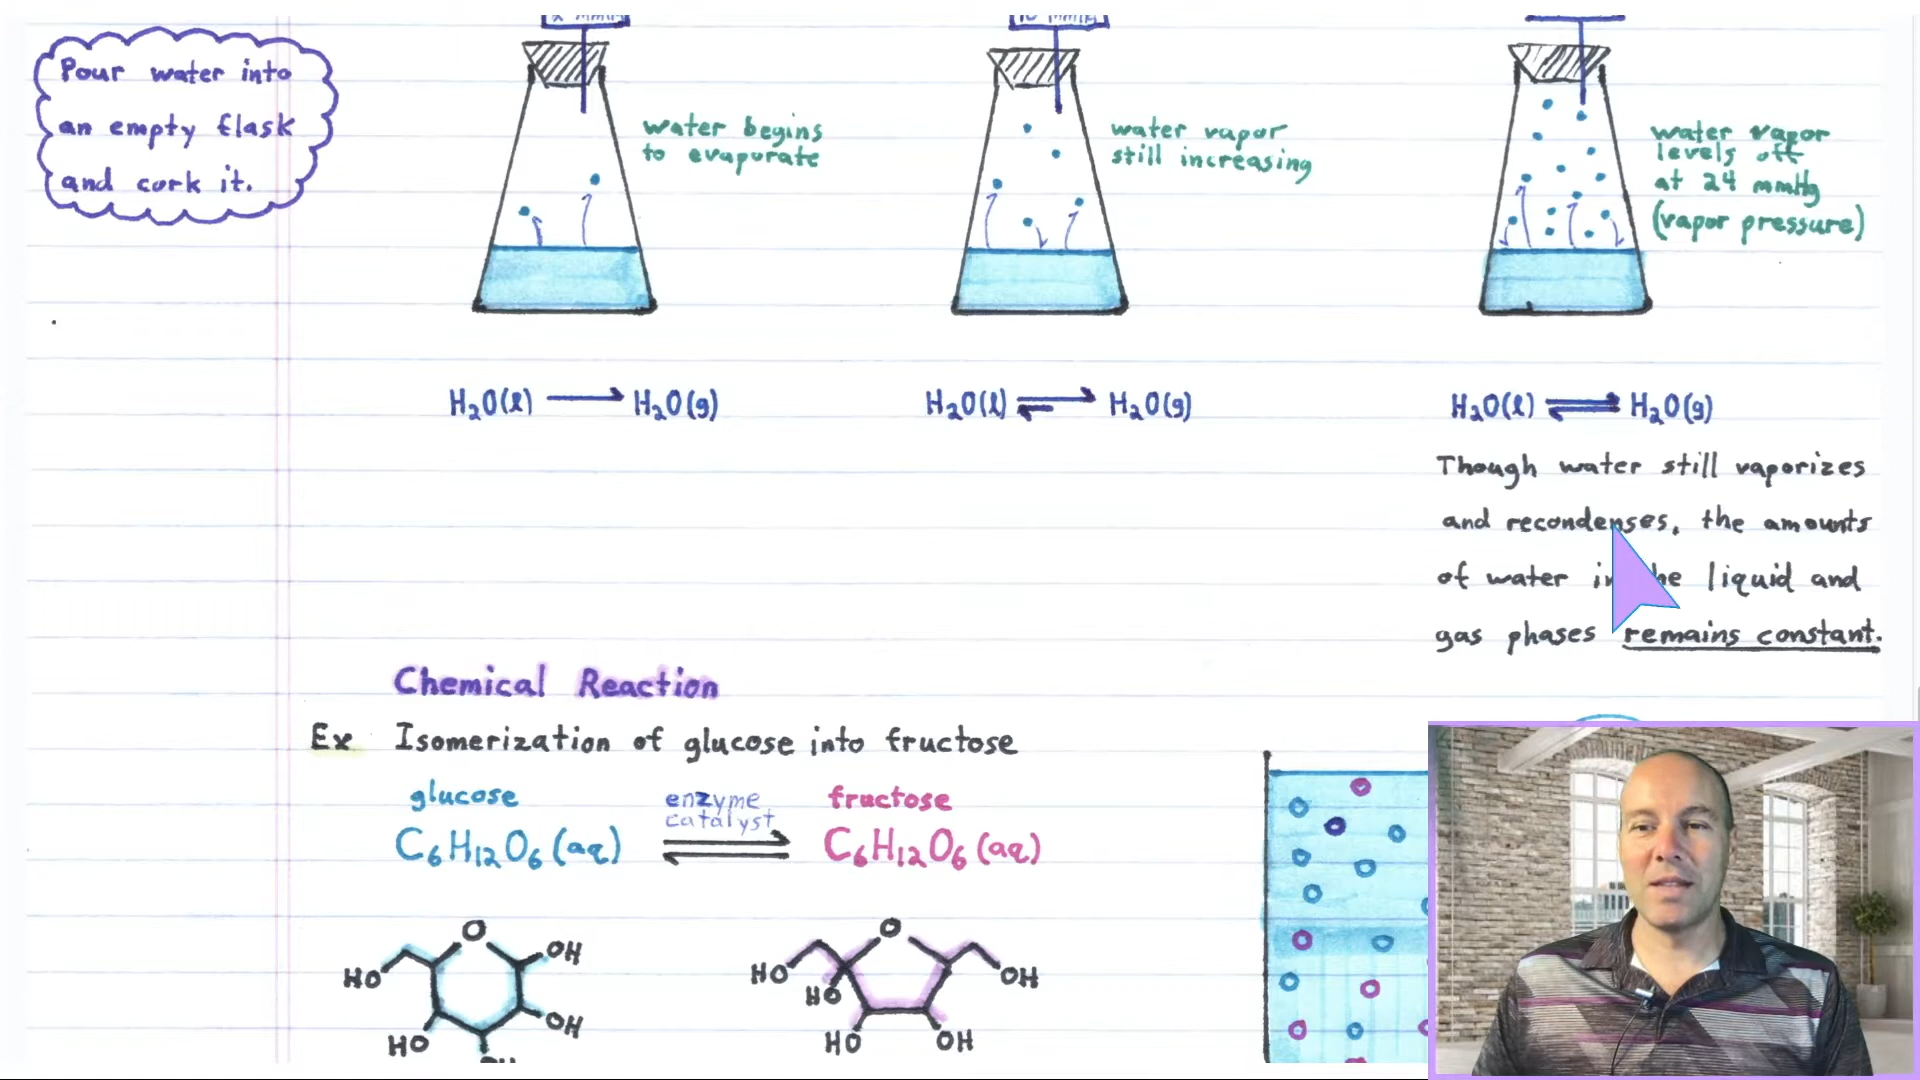 Pour water into
an empty flask
and cork it.
water begins
to evaporate
water vapor
still increasing
water vapor
levels off
at 24 mmHg
(vapor pressure)
H₂O(l) ⟶ H₂O(g)
H₂O(l) ⇌ H₂O(g)
H₂O(l) ⇌ H₂O(g)
Though water still vaporizes
and recondenses, the amounts
of water in the liquid and
gas phases remains constant.
Chemical Reaction
Ex Isomerization of glucose into fructose
glucose
enzyme
catalyst
fructose
C₆H₁₂O₆(aq) ⇌ C₆H₁₂O₆(aq)
O
OH
HO
OH
HO
O
HO
HO
OH
HO
OH